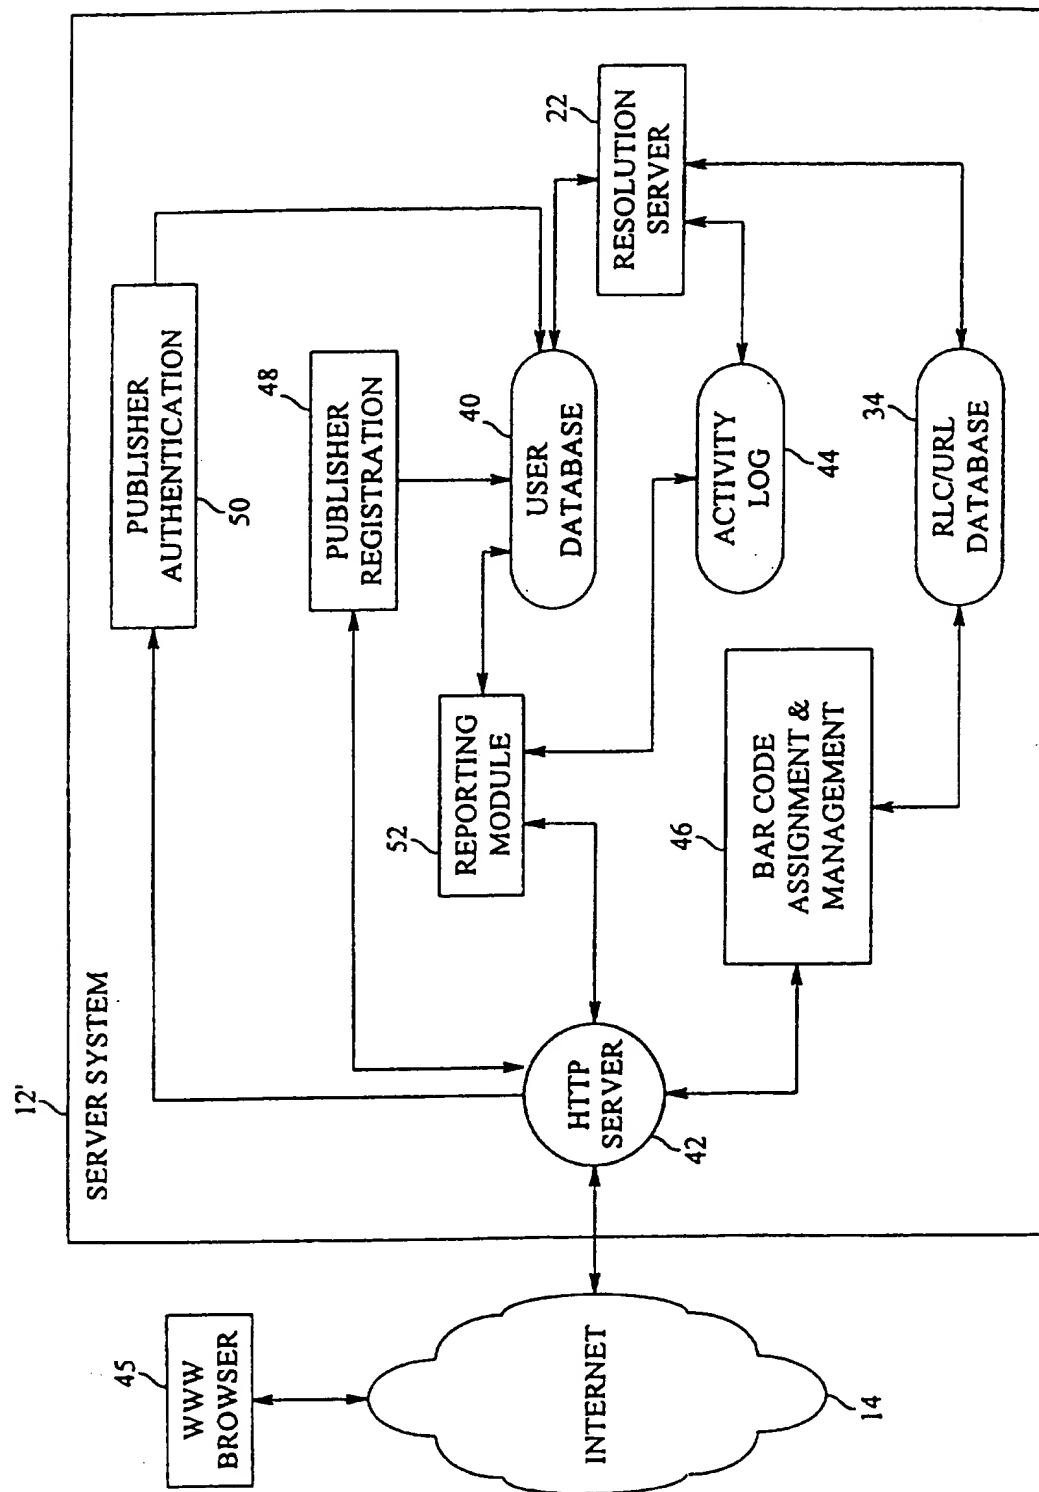 12'
SERVER SYSTEM
PUBLISHER
AUTHENTICATION
50
PUBLISHER
REGISTRATION
48
REPORTING
MODULE
52
USER
DATABASE
40
RESOLUTION
SERVER
22
ACTIVITY
LOG
44
RLC/URL
DATABASE
34
BAR CODE
ASSIGNMENT &
MANAGEMENT
46
HTTP
SERVER
42
WWW
BROWSER
45
INTERNET
14